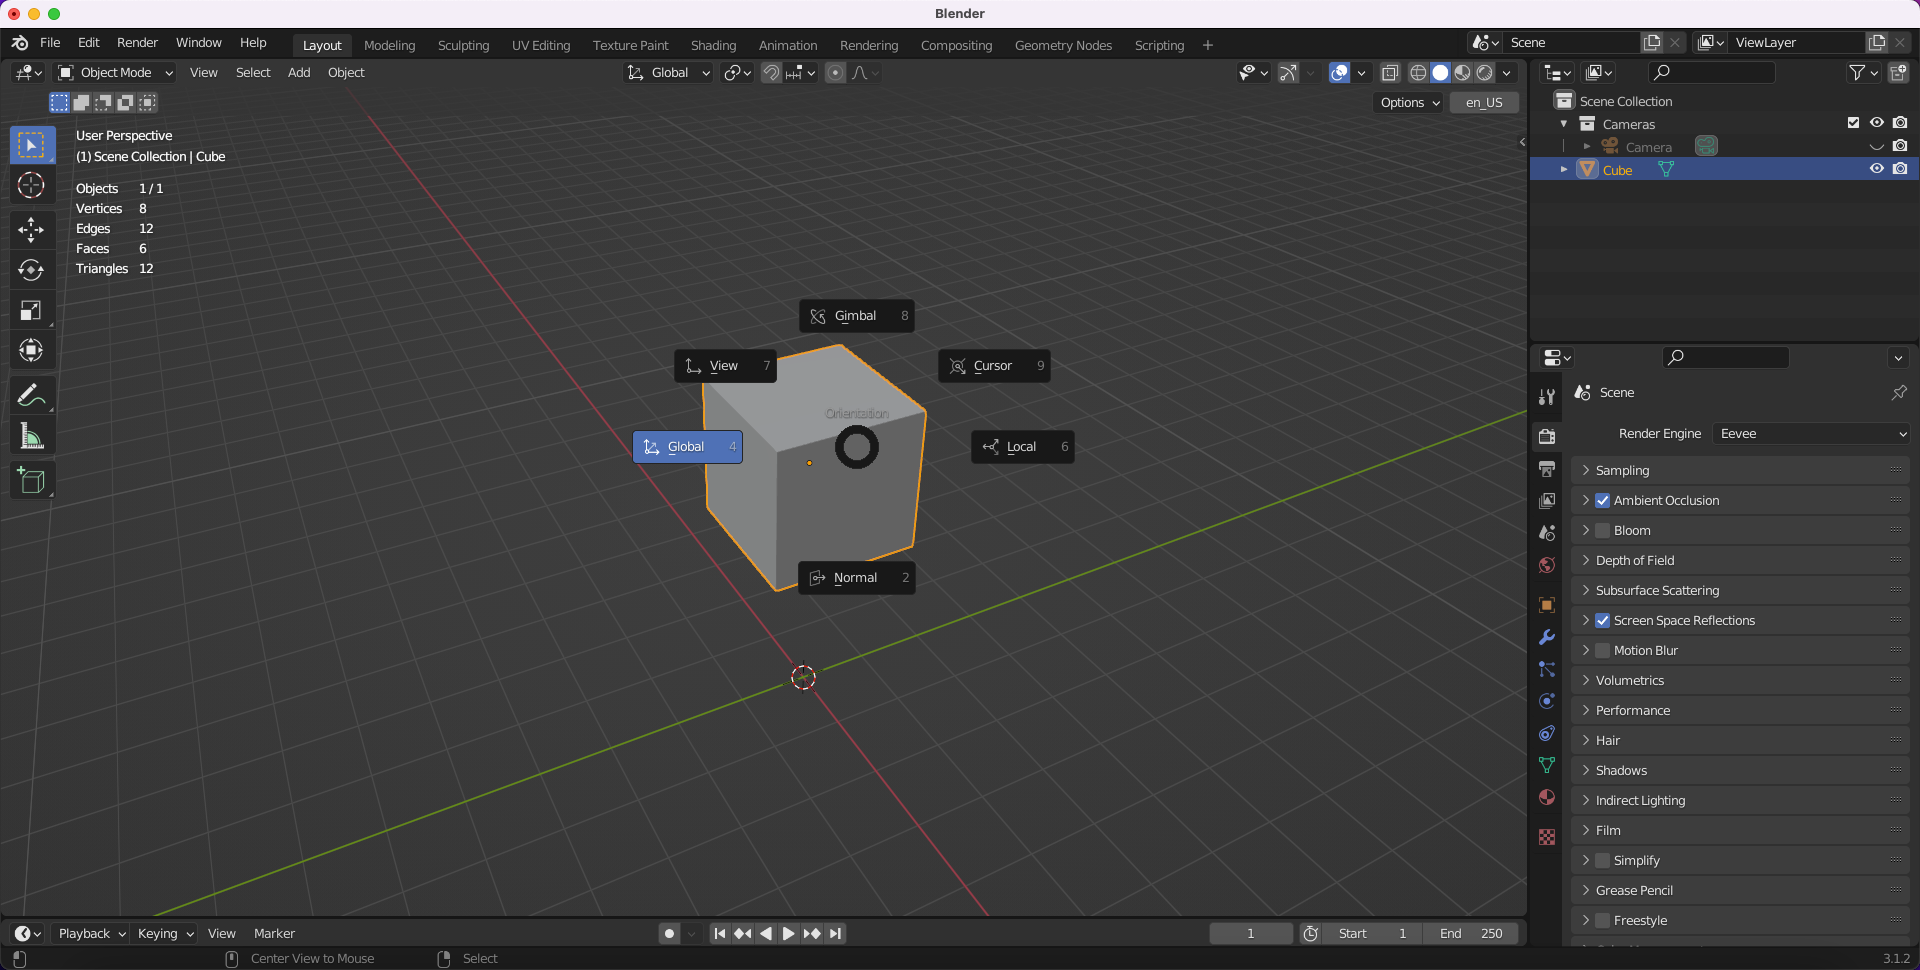 Blender
File Edit Render Window Help
Layout Modeling Sculpting UV Editing Texture Paint Shading Animation Rendering Compositing Geometry Nodes Scripting +
Scene
ViewLayer
Object Mode View Select Add Object
Global
Options
en_US
User Perspective
(1) Scene Collection | Cube
Objects 1 / 1
Vertices 8
Edges 12
Faces 6
Triangles 12
Gimbal 8
View 7
Cursor 9
Orientation
Global 4
Local 6
Normal 2
Scene Collection
Cameras
Camera
Cube
Scene
Render Engine Eevee
Sampling
Ambient Occlusion
Bloom
Depth of Field
Subsurface Scattering
Screen Space Reflections
Motion Blur
Volumetrics
Performance
Hair
Shadows
Indirect Lighting
Film
Simplify
Grease Pencil
Freestyle
Playback Keying View Marker
1
Start 1
End 250
Center View to Mouse
Select
3.1.2